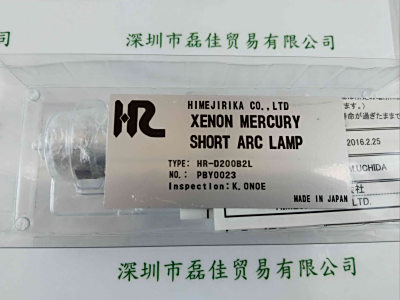 深圳市磊佳贸易有限公司
HR
HIMEJIRIKA CO.,LTD
XENON MERCURY
SHORT ARC LAMP
TYPE: HR-D200B2L
NO.: PBY0023
Inspection: K.ONOE
MADE IN JAPAN
2016.2.25
UCHIDA
LTD.
深圳市磊佳贸易有限公司